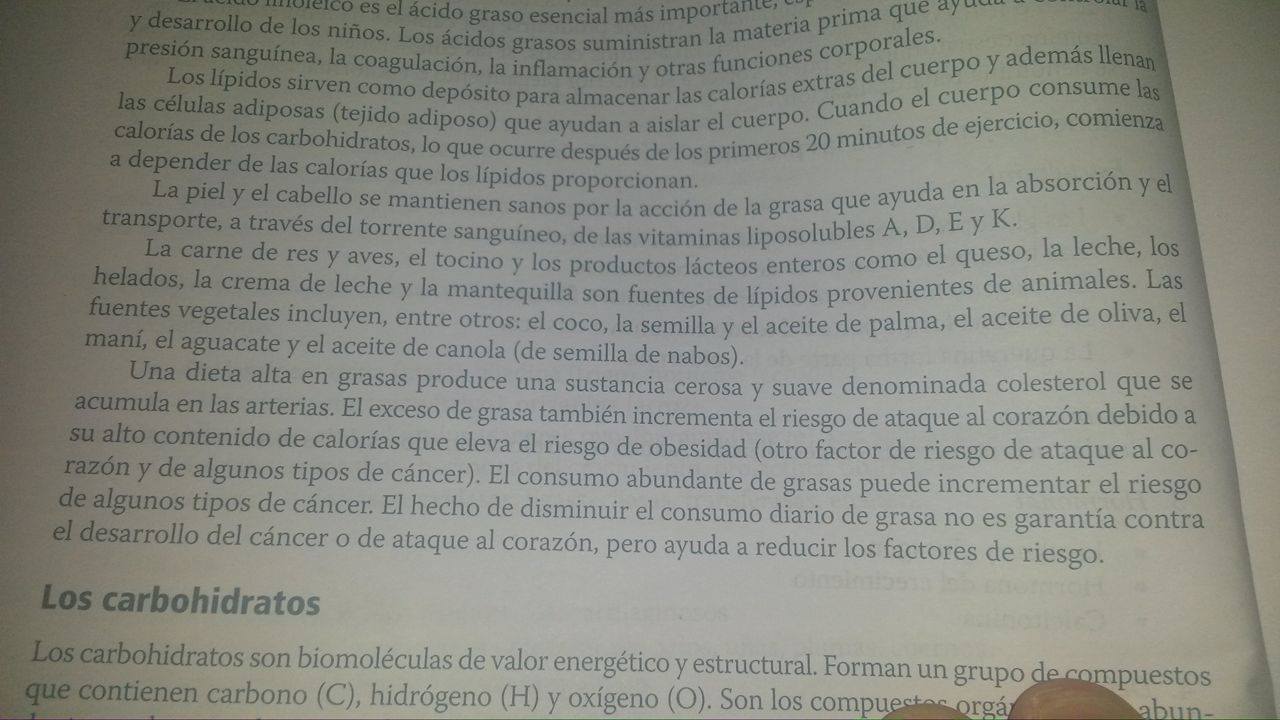 ácido linoleico es el ácido graso esencial más importante,
y desarrollo de los niños. Los ácidos grasos suministran la materia prima que ayuda a controlar la
presión sanguínea, la coagulación, la inflamación y otras funciones corporales.
Los lípidos sirven como depósito para almacenar las calorías extras del cuerpo y además llenan
las células adiposas (tejido adiposo) que ayudan a aislar el cuerpo. Cuando el cuerpo consume las
calorías de los carbohidratos, lo que ocurre después de los primeros 20 minutos de ejercicio, comienza
a depender de las calorías que los lípidos proporcionan.
La piel y el cabello se mantienen sanos por la acción de la grasa que ayuda en la absorción y el
transporte, a través del torrente sanguíneo, de las vitaminas liposolubles A, D, E y K.
La carne de res y aves, el tocino y los productos lácteos enteros como el queso, la leche, los
helados, la crema de leche y la mantequilla son fuentes de lípidos provenientes de animales. Las
fuentes vegetales incluyen, entre otros: el coco, la semilla y el aceite de palma, el aceite de oliva, el
maní, el aguacate y el aceite de canola (de semilla de nabos).
Una dieta alta en grasas produce una sustancia cerosa y suave denominada colesterol que se
acumula en las arterias. El exceso de grasa también incrementa el riesgo de ataque al corazón debido a
su alto contenido de calorías que eleva el riesgo de obesidad (otro factor de riesgo de ataque al co-
razón y de algunos tipos de cáncer). El consumo abundante de grasas puede incrementar el riesgo
de algunos tipos de cáncer. El hecho de disminuir el consumo diario de grasa no es garantía contra
el desarrollo del cáncer o de ataque al corazón, pero ayuda a reducir los factores de riesgo.
Los carbohidratos
Los carbohidratos son biomoléculas de valor energético y estructural. Forman un grupo de compuestos
que contienen carbono (C), hidrógeno (H) y oxígeno (O). Son los compuestos abun-